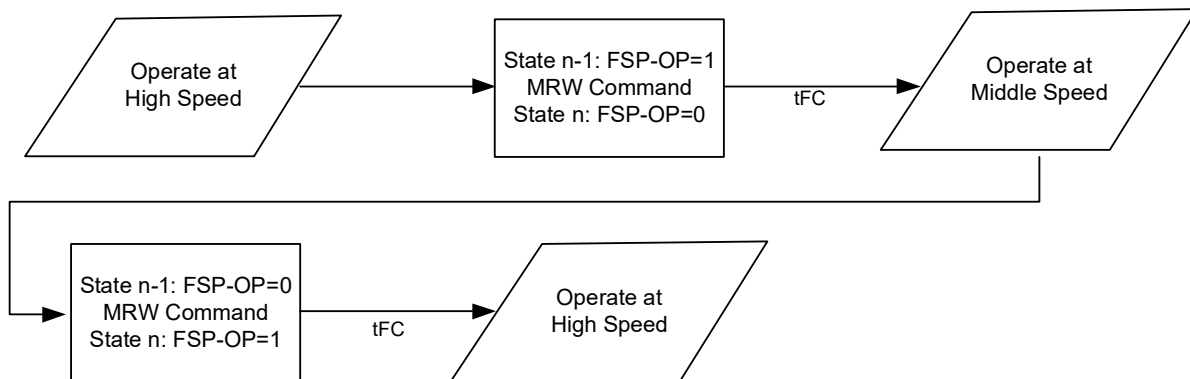 Operate at
High Speed
State n-1: FSP-OP=1
MRW Command
State n: FSP-OP=0
tFC
Operate at
Middle Speed
State n-1: FSP-OP=0
MRW Command
State n: FSP-OP=1
tFC
Operate at
High Speed